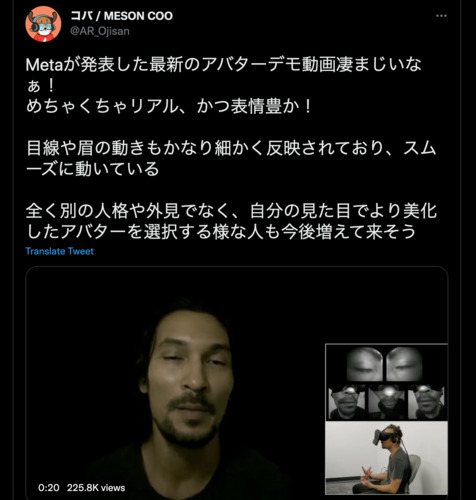 コバ / MESON COO
@AR_Ojisan
Metaが発表した最新のアバターデモ動画凄まじいな
ぁ！
めちゃくちゃリアル、かつ表情豊か！
目線や眉の動きもかなり細かく反映されており、スム
ーズに動いている
全く別の人格や外見でなく、自分の見た目でより美化
したアバターを選択する様な人も今後増えて来そう
Translate Tweet
0:20 225.8K views